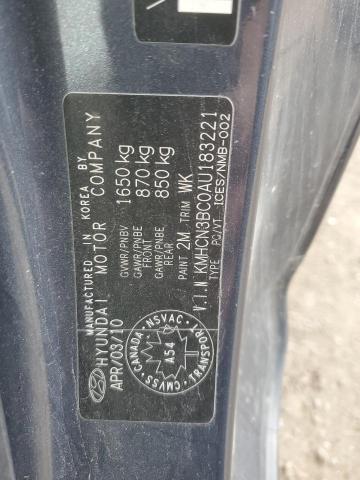 MANUFACTURED IN KOREA BY
HYUNDAI MOTOR COMPANY
APR/03/10
GVWR/PNBV 1650 kg
GAWR/PNBE FRONT 870 kg
GAWR/PNBE REAR 850 kg
PAINT 2M TRIM WK
V.I.N KMHCN3BC0AU183221
TYPE PC/VT ICES/NMB-002
CANADA NSVAC
A54
CMVSS TRANSPORT